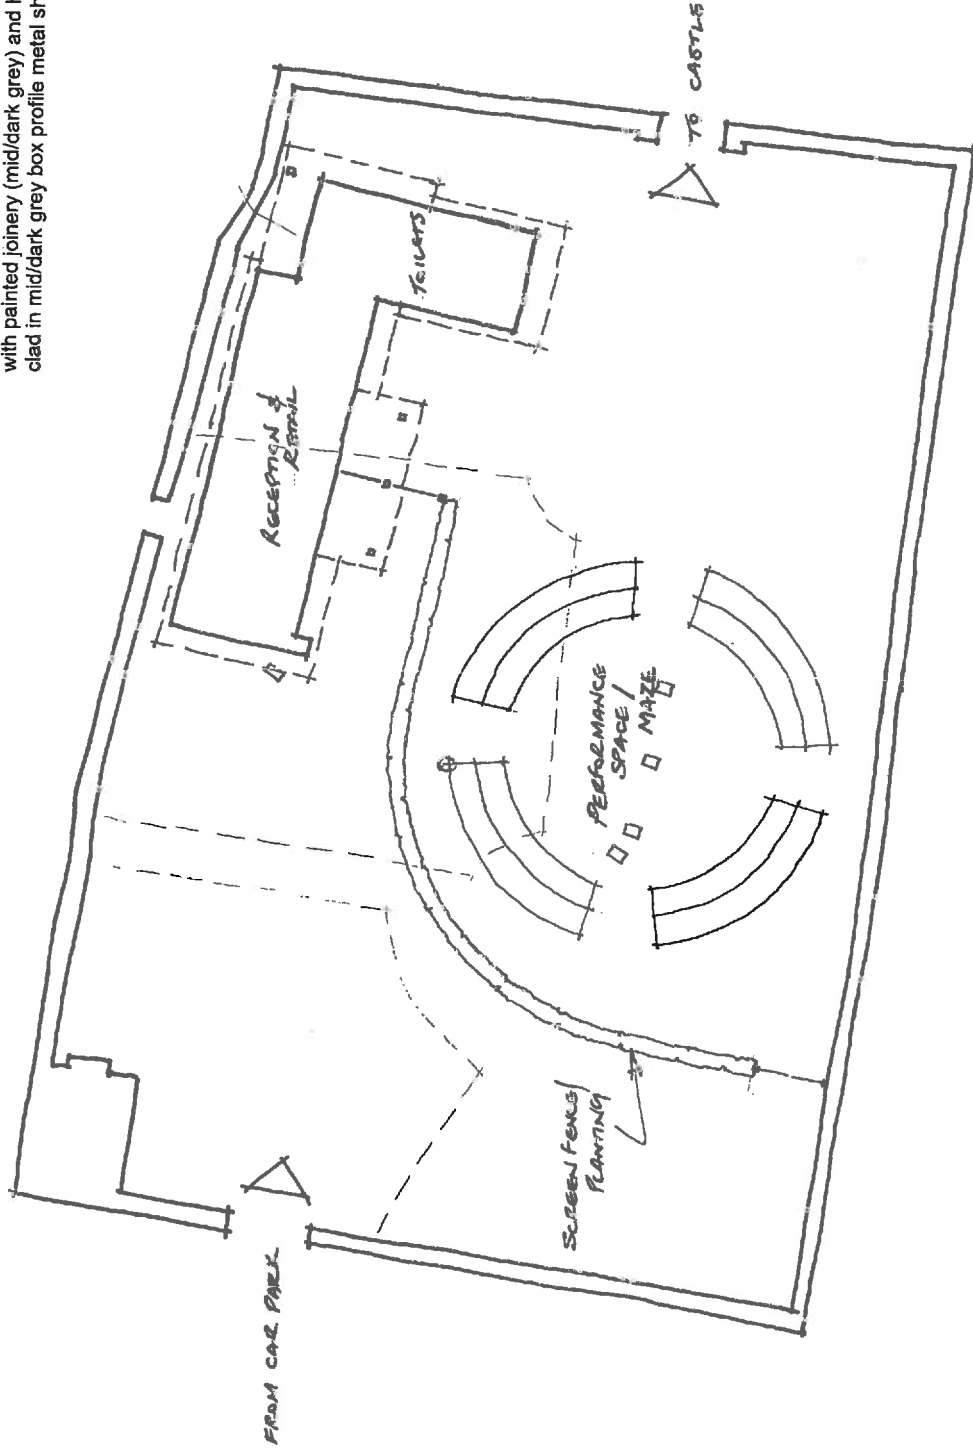 with painted joinery (mid/dark grey) and
clad in mid/dark grey box profile metal
TO CASTLE
TOILETS
RECEPTION &
RETAIL
PERFORMANCE
SPACE /
MAZE
SCREEN FENCE/
PLANTING
FROM CAR PARK